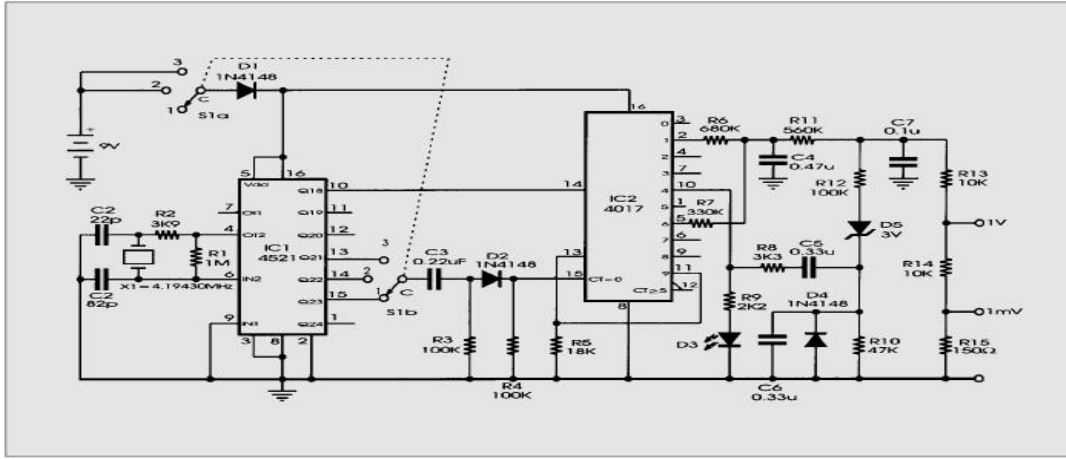 3
D1
1N4148
2
C
1
S1a
+
9V
16
5
16
Vdd
3
0
2
1
4
2
7
3
10
4
1
5
5
6
6
7
9
8
11
9
12
CT≥5
14
IC2
4017
13
15
CT=0
8
R6
680K
R11
560K
C7
0.1u
C4
0.47u
R12
100K
R13
10K
R7
330K
D5
3V
1V
R8
3K3
C5
0.33u
R14
10K
R9
2K2
D4
1N4148
1mV
D3
R10
47K
R15
150Ω
C6
0.33u
10
Q18
11
Q19
12
Q20
13
Q21
14
Q22
15
Q23
1
Q24
7
4
OT2
IC1
4521
6
IN2
9
IN1
3
8
2
C2
22p
R2
3K9
R1
1M
C2
82p
X1=4.19430MHz
3
2
1
C
S1b
C3
0.22uF
D2
1N4148
R3
100K
R4
100K
R5
18K